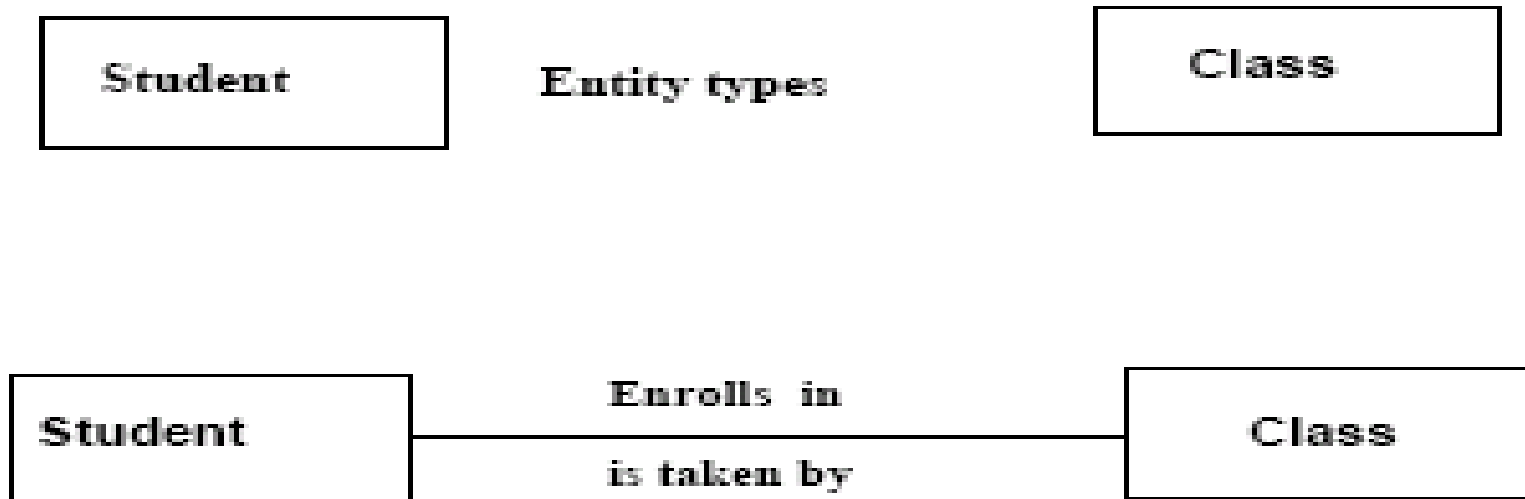 Student
Entity types
Class
Student
Enrolls in
is taken by
Class